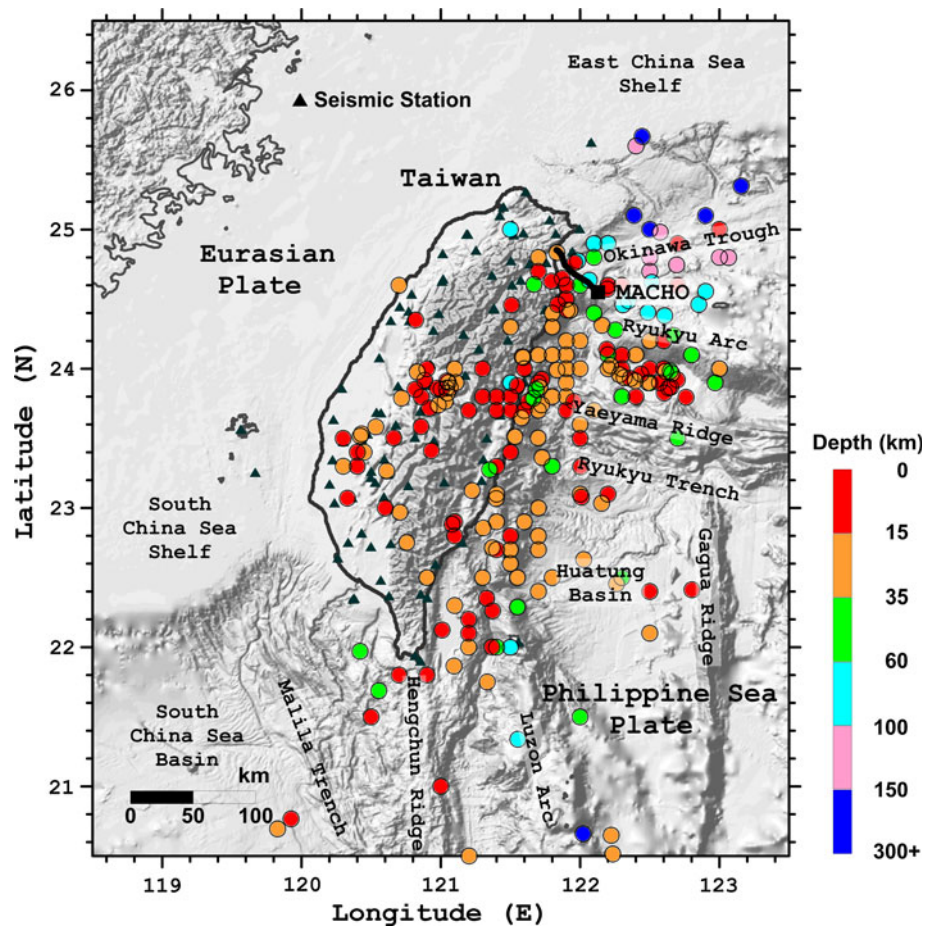 East China Sea
Shelf
26
Seismic Station
Taiwan
25
Okinawa Trough
Eurasian
Plate
MACHO
Ryukyu Arc
24
Yaeyama Ridge
Ryukyu Trench
South
China Sea
Shelf
23
Huatung
Basin
Gagua Ridge
22
Philippine Sea
Plate
South
China Sea
Basin
Malila Trench
Hengchun Ridge
Luzon Arc
21
km
0 50 100
119 120 121 122 123
Longitude (E)
Latitude (N)
Depth (km)
0
15
35
60
100
150
300+